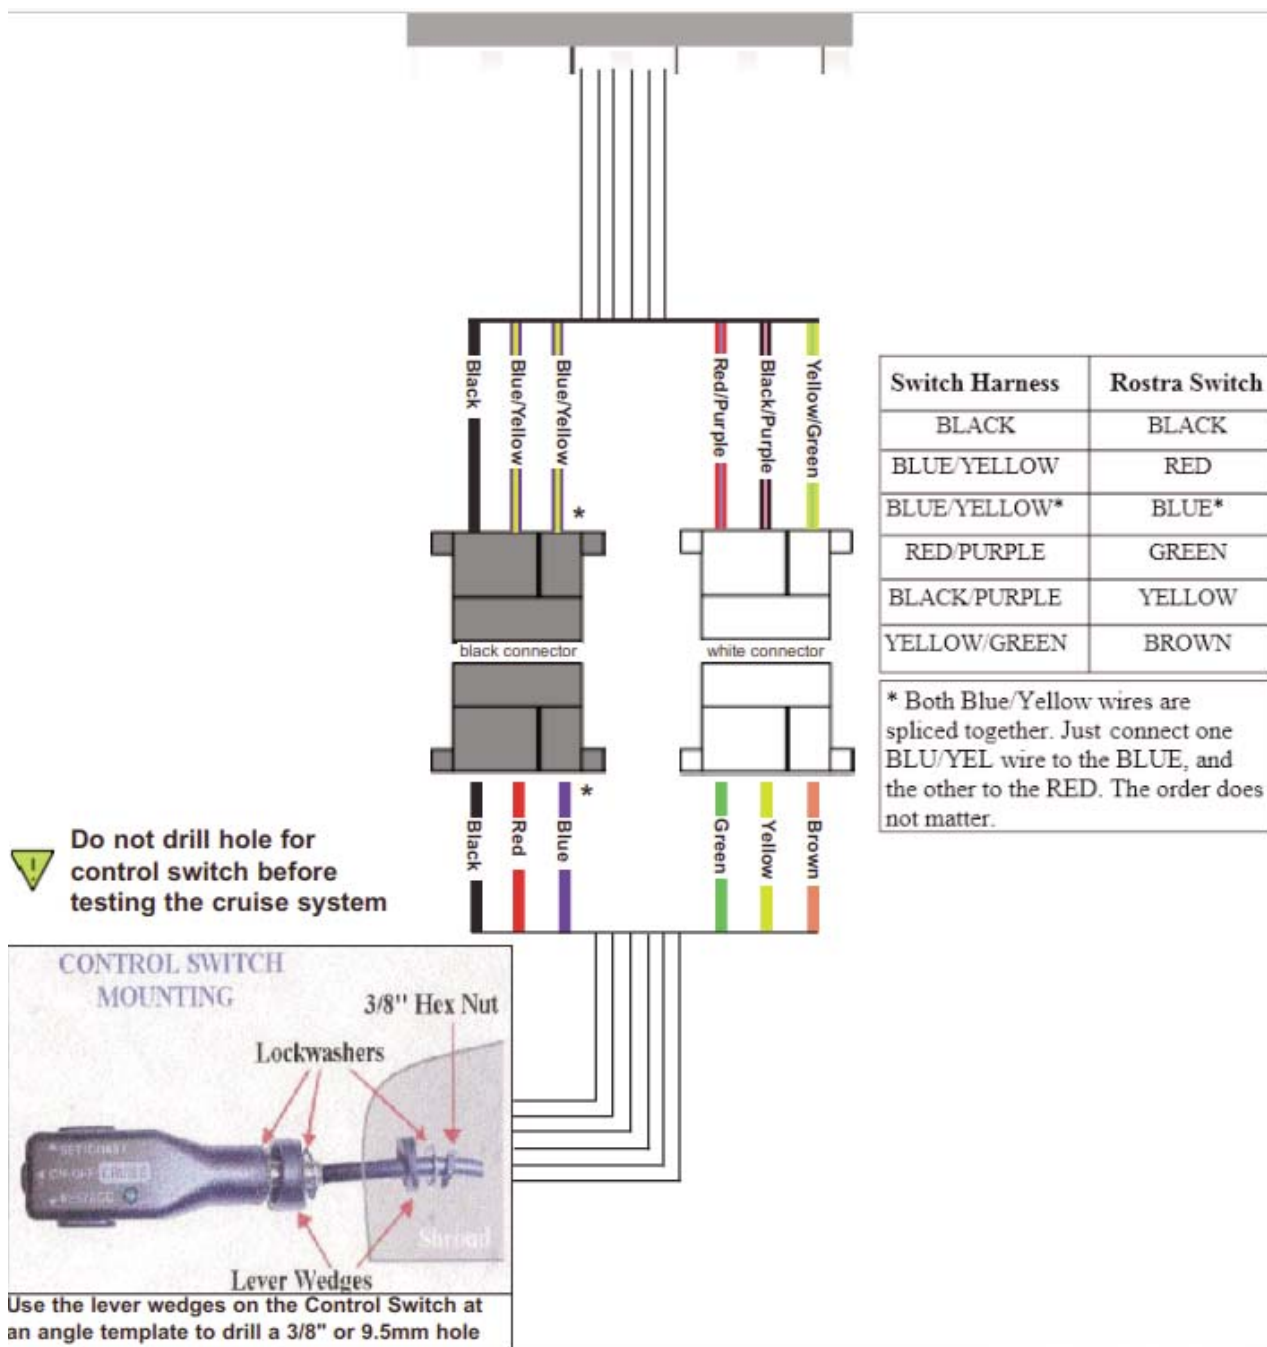 Black
Blue/Yellow
Blue/Yellow
Red/Purple
Black/Purple
Yellow/Green
*
black connector
white connector
*
Black
Red
Blue
Green
Yellow
Brown
Switch Harness Rostra Switch
BLACK BLACK
BLUE/YELLOW RED
BLUE/YELLOW* BLUE*
RED/PURPLE GREEN
BLACK/PURPLE YELLOW
YELLOW/GREEN BROWN
* Both Blue/Yellow wires are
spliced together. Just connect one
BLU/YEL wire to the BLUE, and
the other to the RED. The order does
not matter.
!
Do not drill hole for
control switch before
testing the cruise system
CONTROL SWITCH
MOUNTING
3/8" Hex Nut
Lockwashers
SET/COAST
ON-OFF CRUISE
Shroud
Lever Wedges
Use the lever wedges on the Control Switch at
an angle template to drill a 3/8" or 9.5mm hole